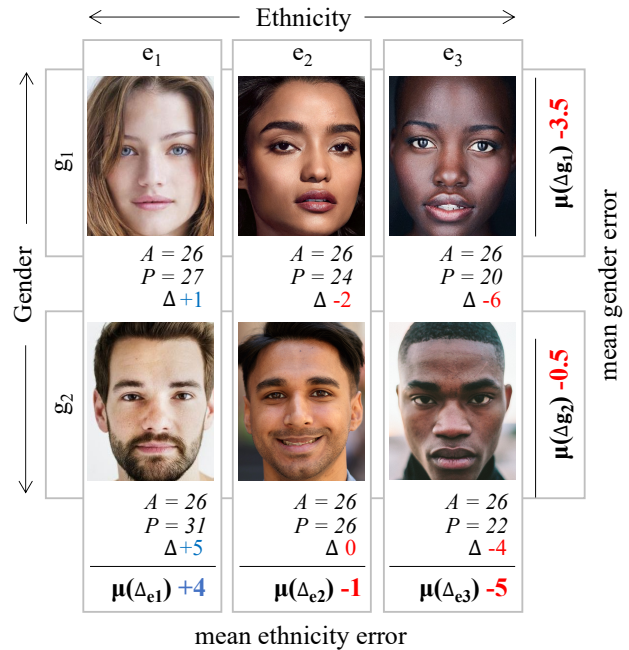 Ethnicity
e1
e2
e3
Gender
g1
A = 26
P = 27
Δ +1
A = 26
P = 24
Δ -2
A = 26
P = 20
Δ -6
μ(Δg1) -3.5
mean gender error
g2
A = 26
P = 31
Δ +5
A = 26
P = 26
Δ 0
A = 26
P = 22
Δ -4
μ(Δg2) -0.5
μ(Δe1) +4
μ(Δe2) -1
μ(Δe3) -5
mean ethnicity error